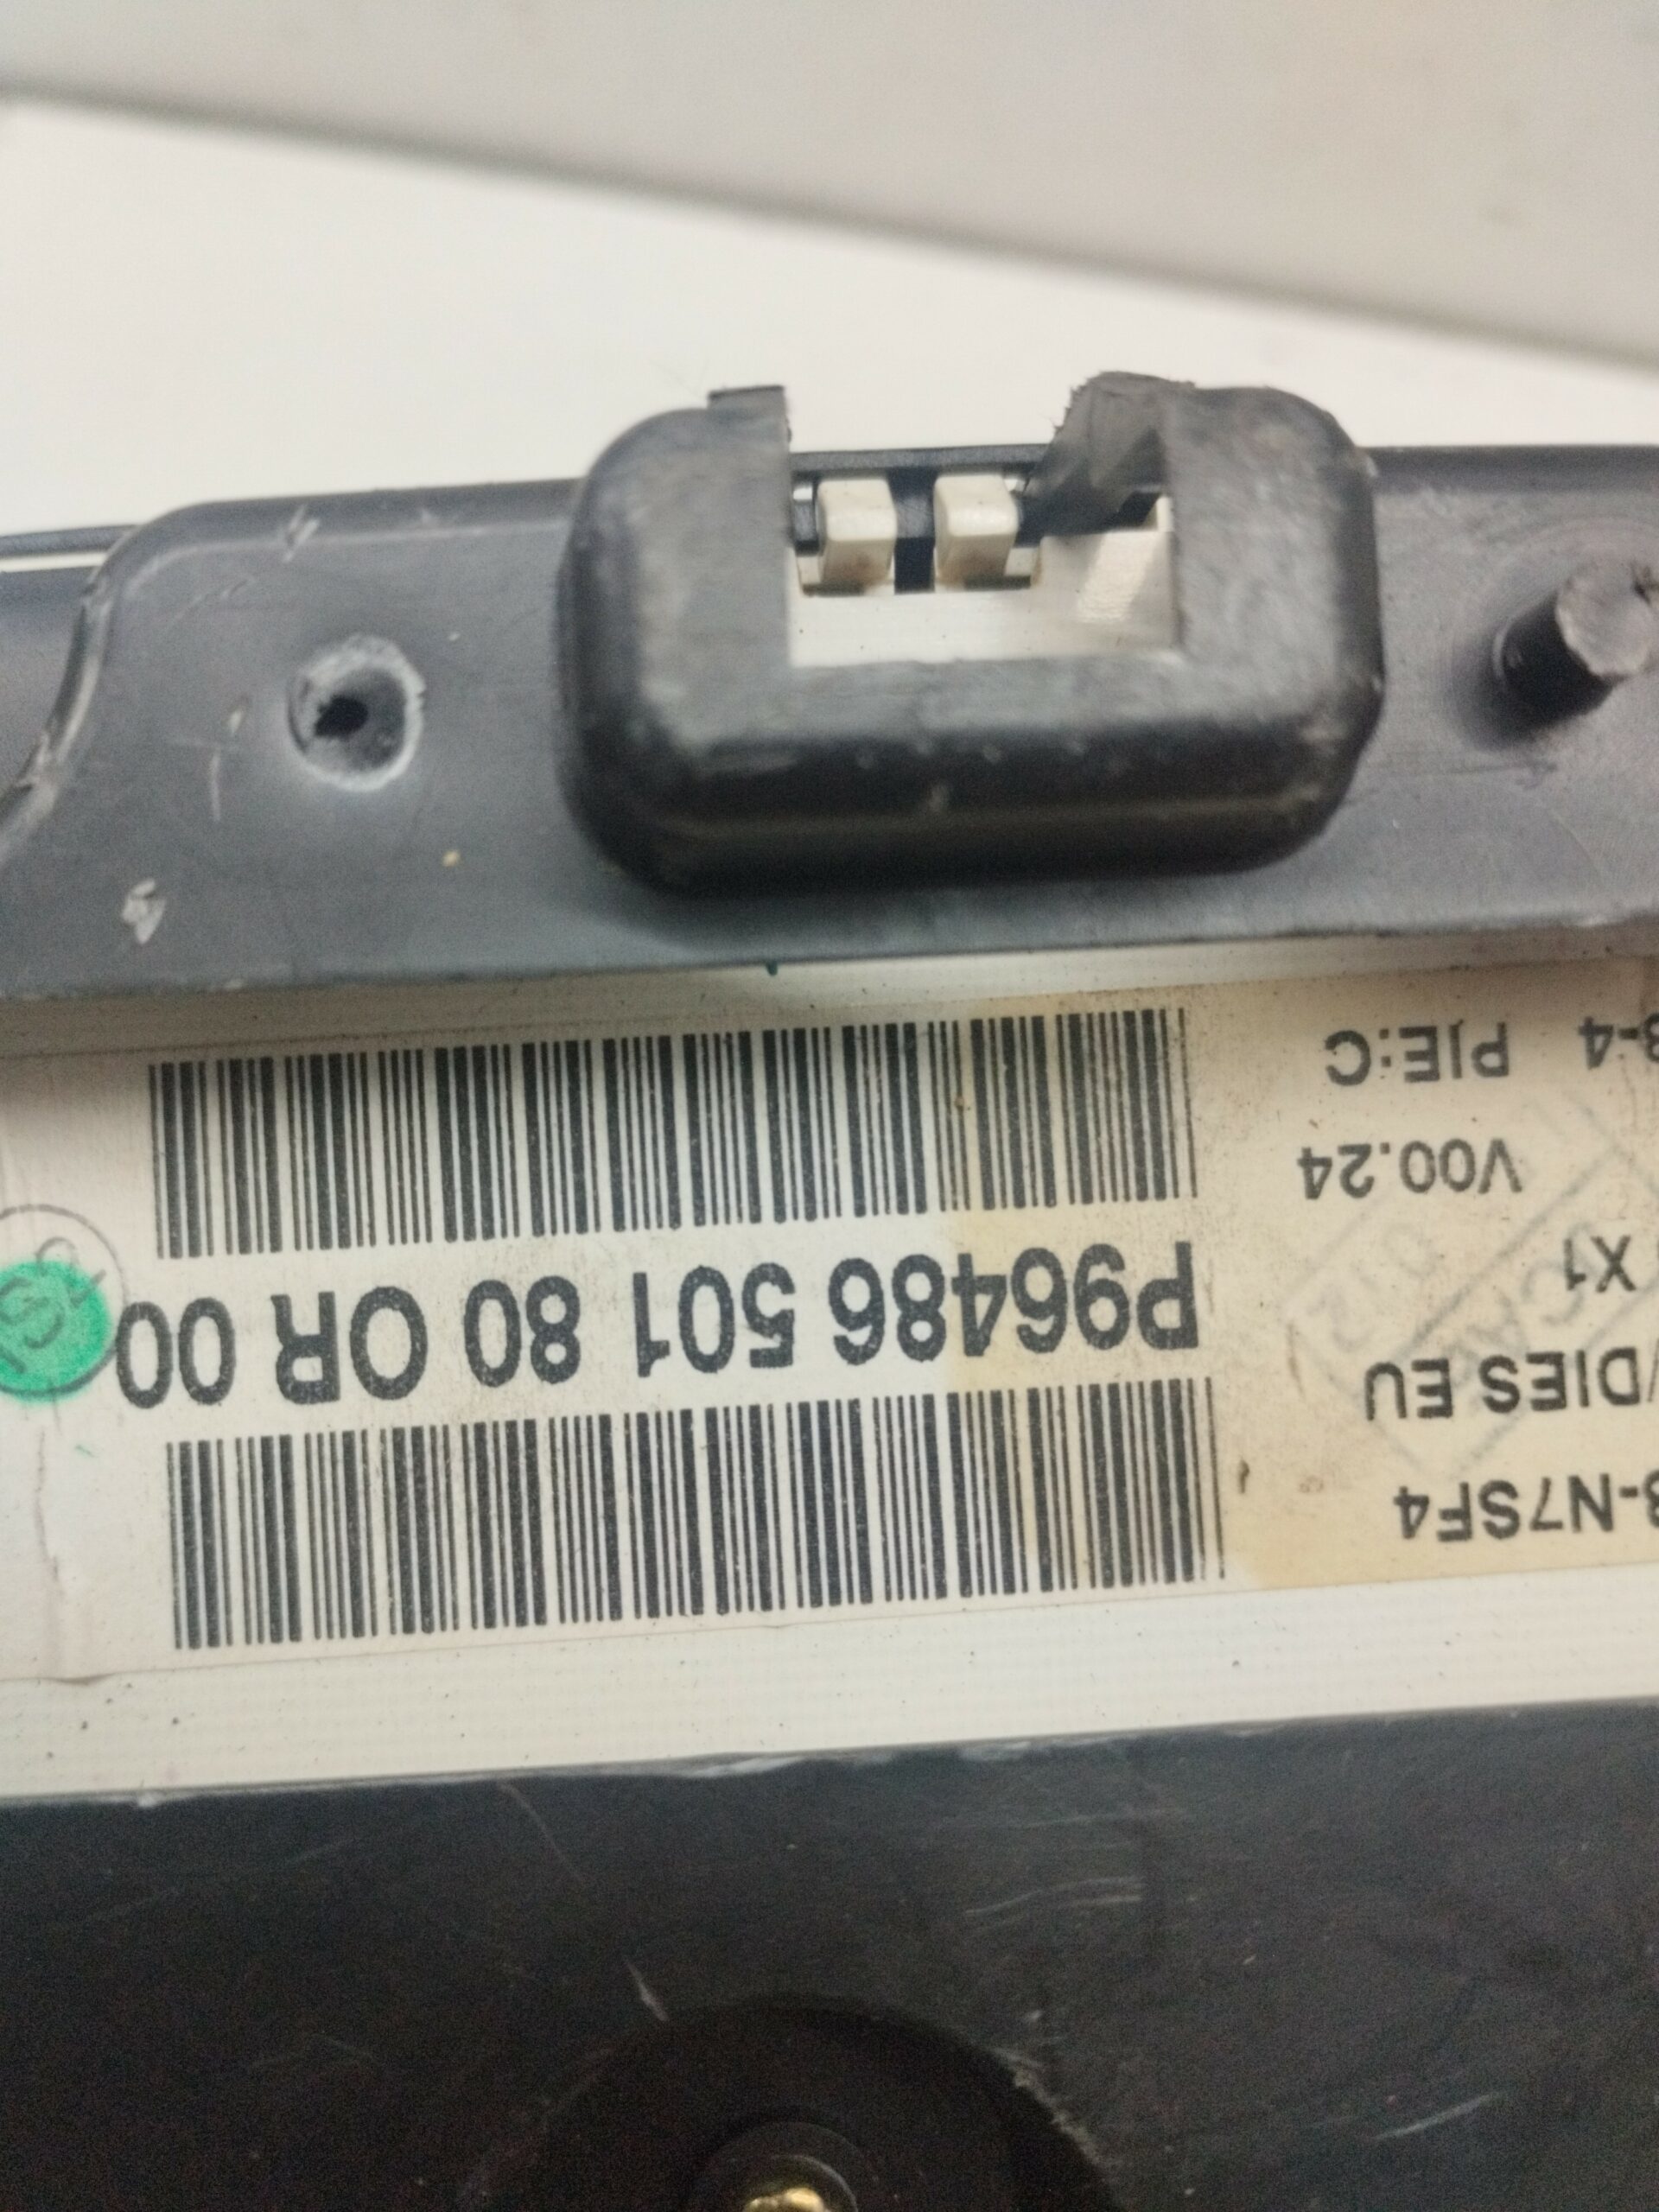 3-N7SF4
/DIES EU
X1
V00.24
3-4 PIE:C
P96486 501 80 OR 00